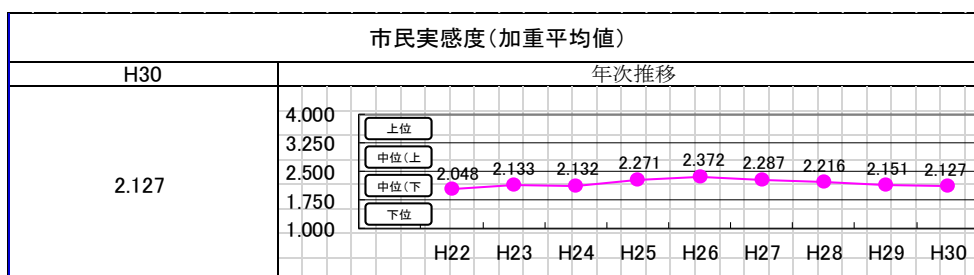 市民実感度(加重平均値)
H30 年次推移
2.127
4.000
3.250
2.500
1.750
1.000
上位
中位(上
中位(下
下位
2.048 2.133 2.132 2.271 2.372 2.287 2.216 2.151 2.127
H22 H23 H24 H25 H26 H27 H28 H29 H30